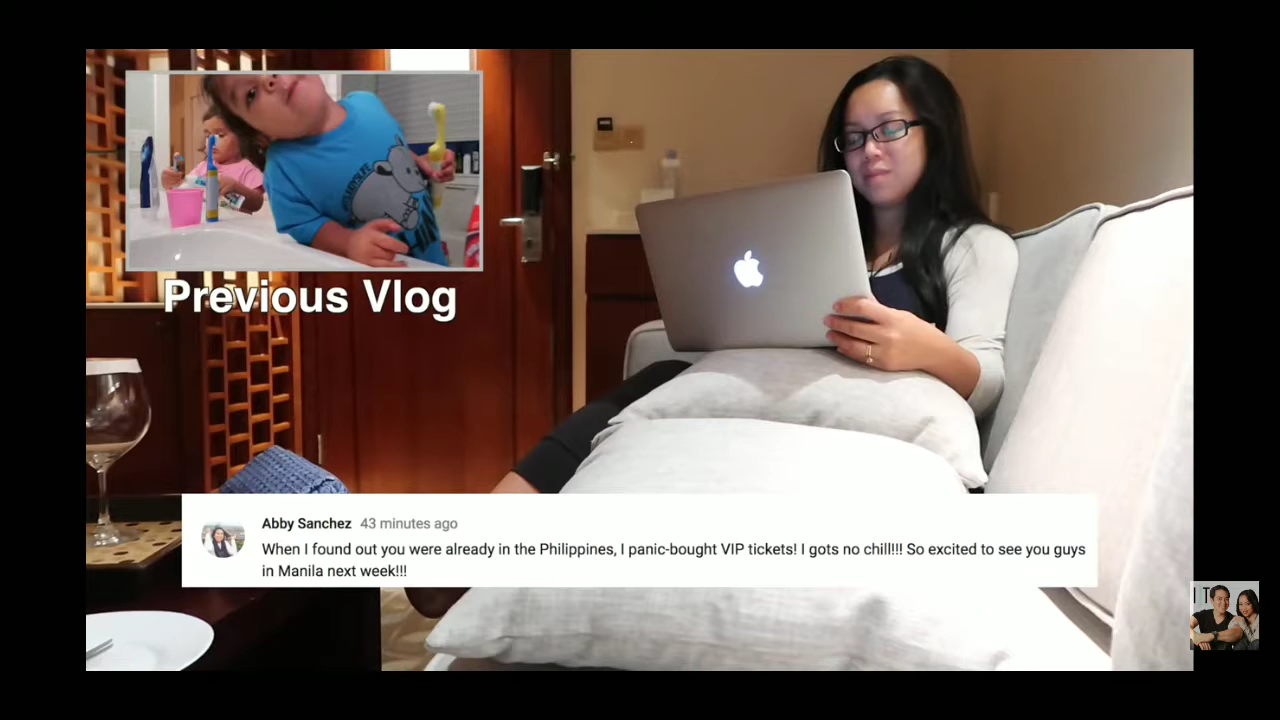 Previous Vlog
Abby Sanchez 43 minutes ago
When I found out you were already in the Philippines, I panic-bought VIP tickets! I gots no chill!!! So excited to see you guys
in Manila next week!!!